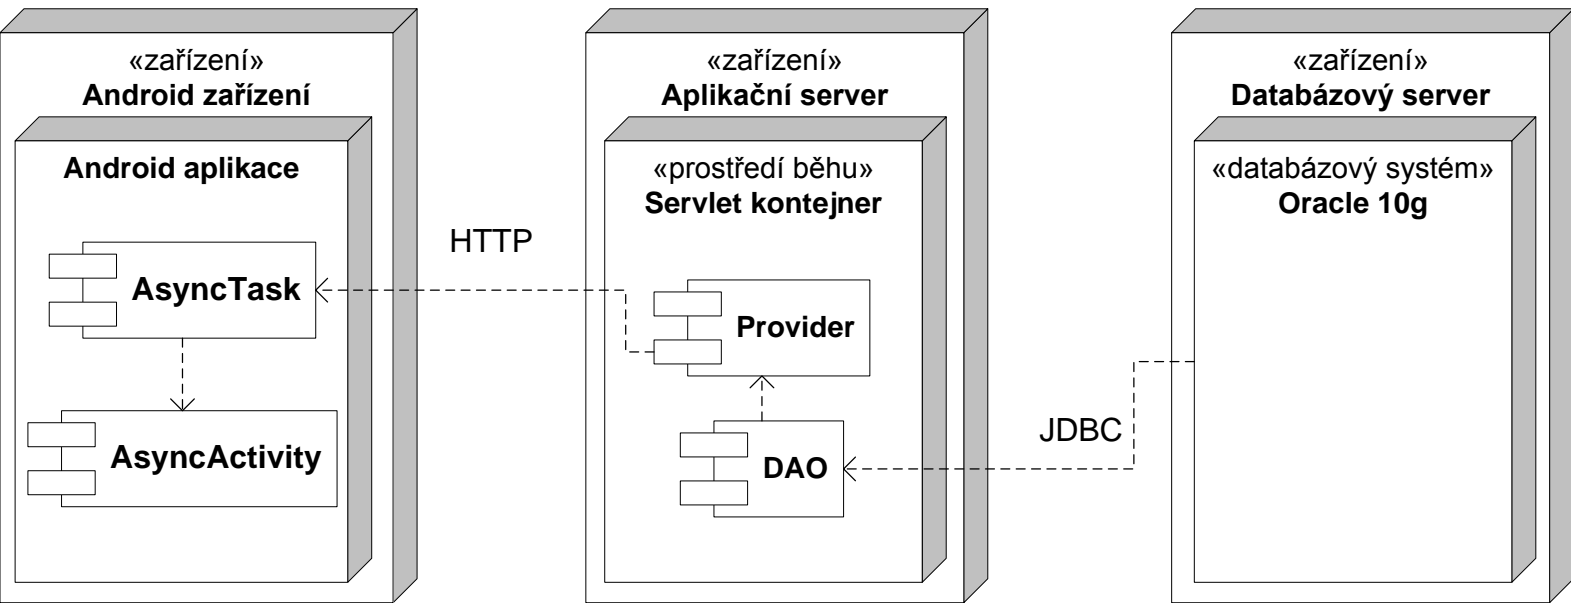 «zařízení»
Android zařízení
Android aplikace
AsyncTask
AsyncActivity
HTTP
«zařízení»
Aplikační server
«prostředí běhu»
Servlet kontejner
Provider
DAO
JDBC
«zařízení»
Databázový server
«databázový systém»
Oracle 10g